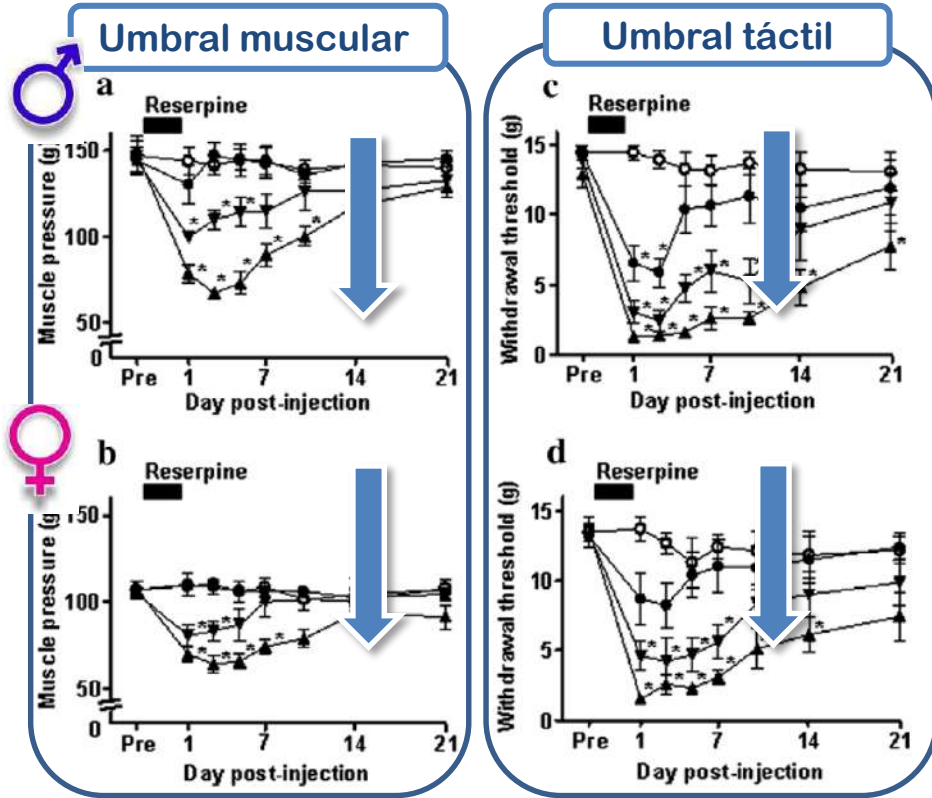 Umbral muscular
Umbral táctil
a
Reserpine
Muscle pressure (g)
150
100
50
0
Pre 1 7 14 21
Day post-injection
c
Reserpine
Withdrawal threshold (g)
15
10
5
0
Pre 1 7 14 21
Day post-injection
b
Reserpine
Muscle pressure (g
150
100
50
0
Pre 1 7 14 21
Day post-injection
d
Reserpine
Withdrawal threshold (g)
15
10
5
0
Pre 1 7 14 21
Day post-injection